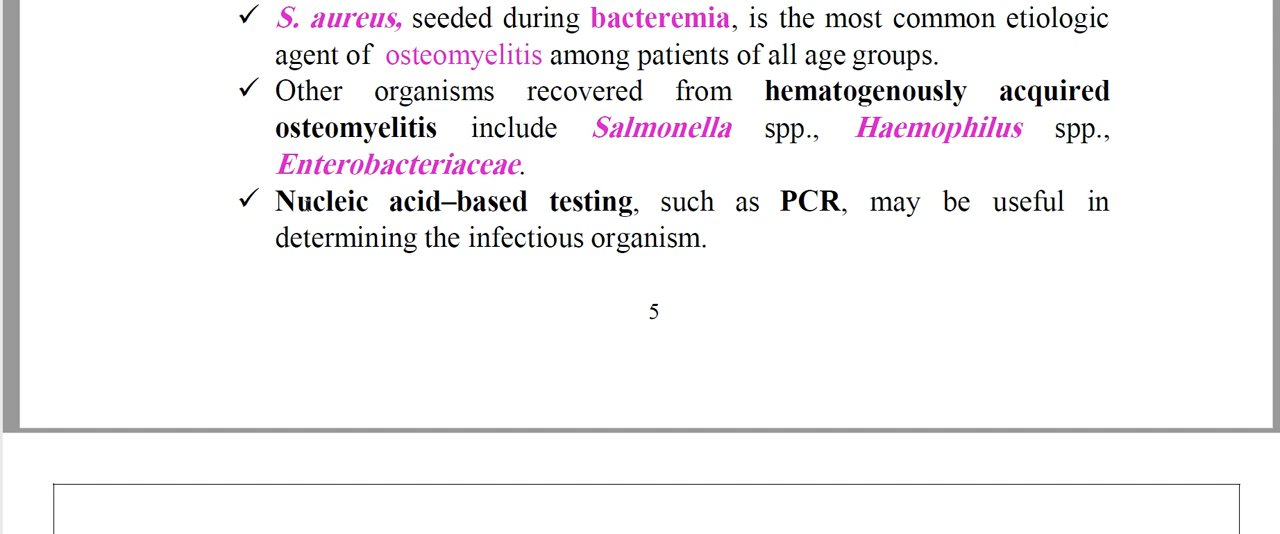 ✓ S. aureus, seeded during bacteremia, is the most common etiologic
agent of osteomyelitis among patients of all age groups.
✓ Other organisms recovered from hematogenously acquired
osteomyelitis include Salmonella spp., Haemophilus spp.,
Enterobacteriaceae.
✓ Nucleic acid–based testing, such as PCR, may be useful in
determining the infectious organism.
5